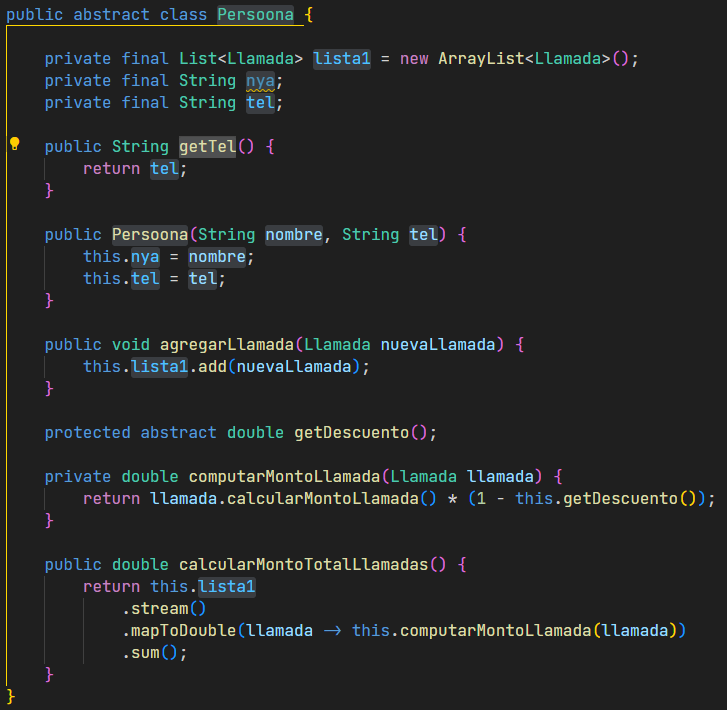 public abstract class Persoona {
private final List<Llamada> lista1 = new ArrayList<Llamada>();
private final String nya;
private final String tel;
public String getTel() {
return tel;
}
public Persoona(String nombre, String tel) {
this.nya = nombre;
this.tel = tel;
}
public void agregarLlamada(Llamada nuevaLlamada) {
this.lista1.add(nuevaLlamada);
}
protected abstract double getDescuento();
private double computarMontoLlamada(Llamada llamada) {
return llamada.calcularMontoLlamada() * (1 - this.getDescuento());
}
public double calcularMontoTotalLlamadas() {
return this.lista1
.stream()
.mapToDouble(llamada -> this.computarMontoLlamada(llamada))
.sum();
}
}